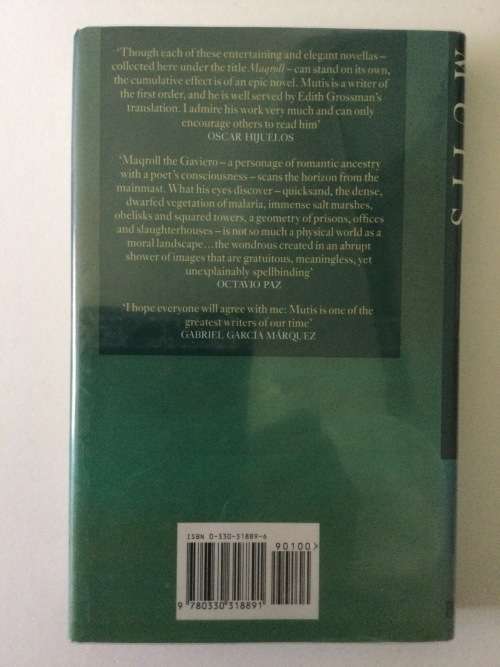 'Though each of these entertaining and elegant novellas –
collected here under the title Maqroll – can stand on its own,
the cumulative effect is of an epic novel. Mutis is a writer of
the first order, and he is well served by Edith Grossman's
translation. I admire his work very much and can only
encourage others to read him'
OSCAR HIJUELOS
'Maqroll the Gaviero – a personage of romantic ancestry
with a poet's consciousness – scans the horizon from the
mainmast. What his eyes discover – quicksand, the dense,
dwarfed vegetation of malaria, immense salt marshes,
obelisks and squared towers, a geometry of prisons, offices
and slaughterhouses – is not so much a physical world as a
moral landscape...the wondrous created in an abrupt
shower of images that are gratuitous, meaningless, yet
unexplainably spellbinding'
OCTAVIO PAZ
'I hope everyone will agree with me: Mutis is one of the
greatest writers of our time'
GABRIEL GARCÍA MÁRQUEZ
MUTIS
ISBN 0-330-31889-6
90100>
9 780330 318891